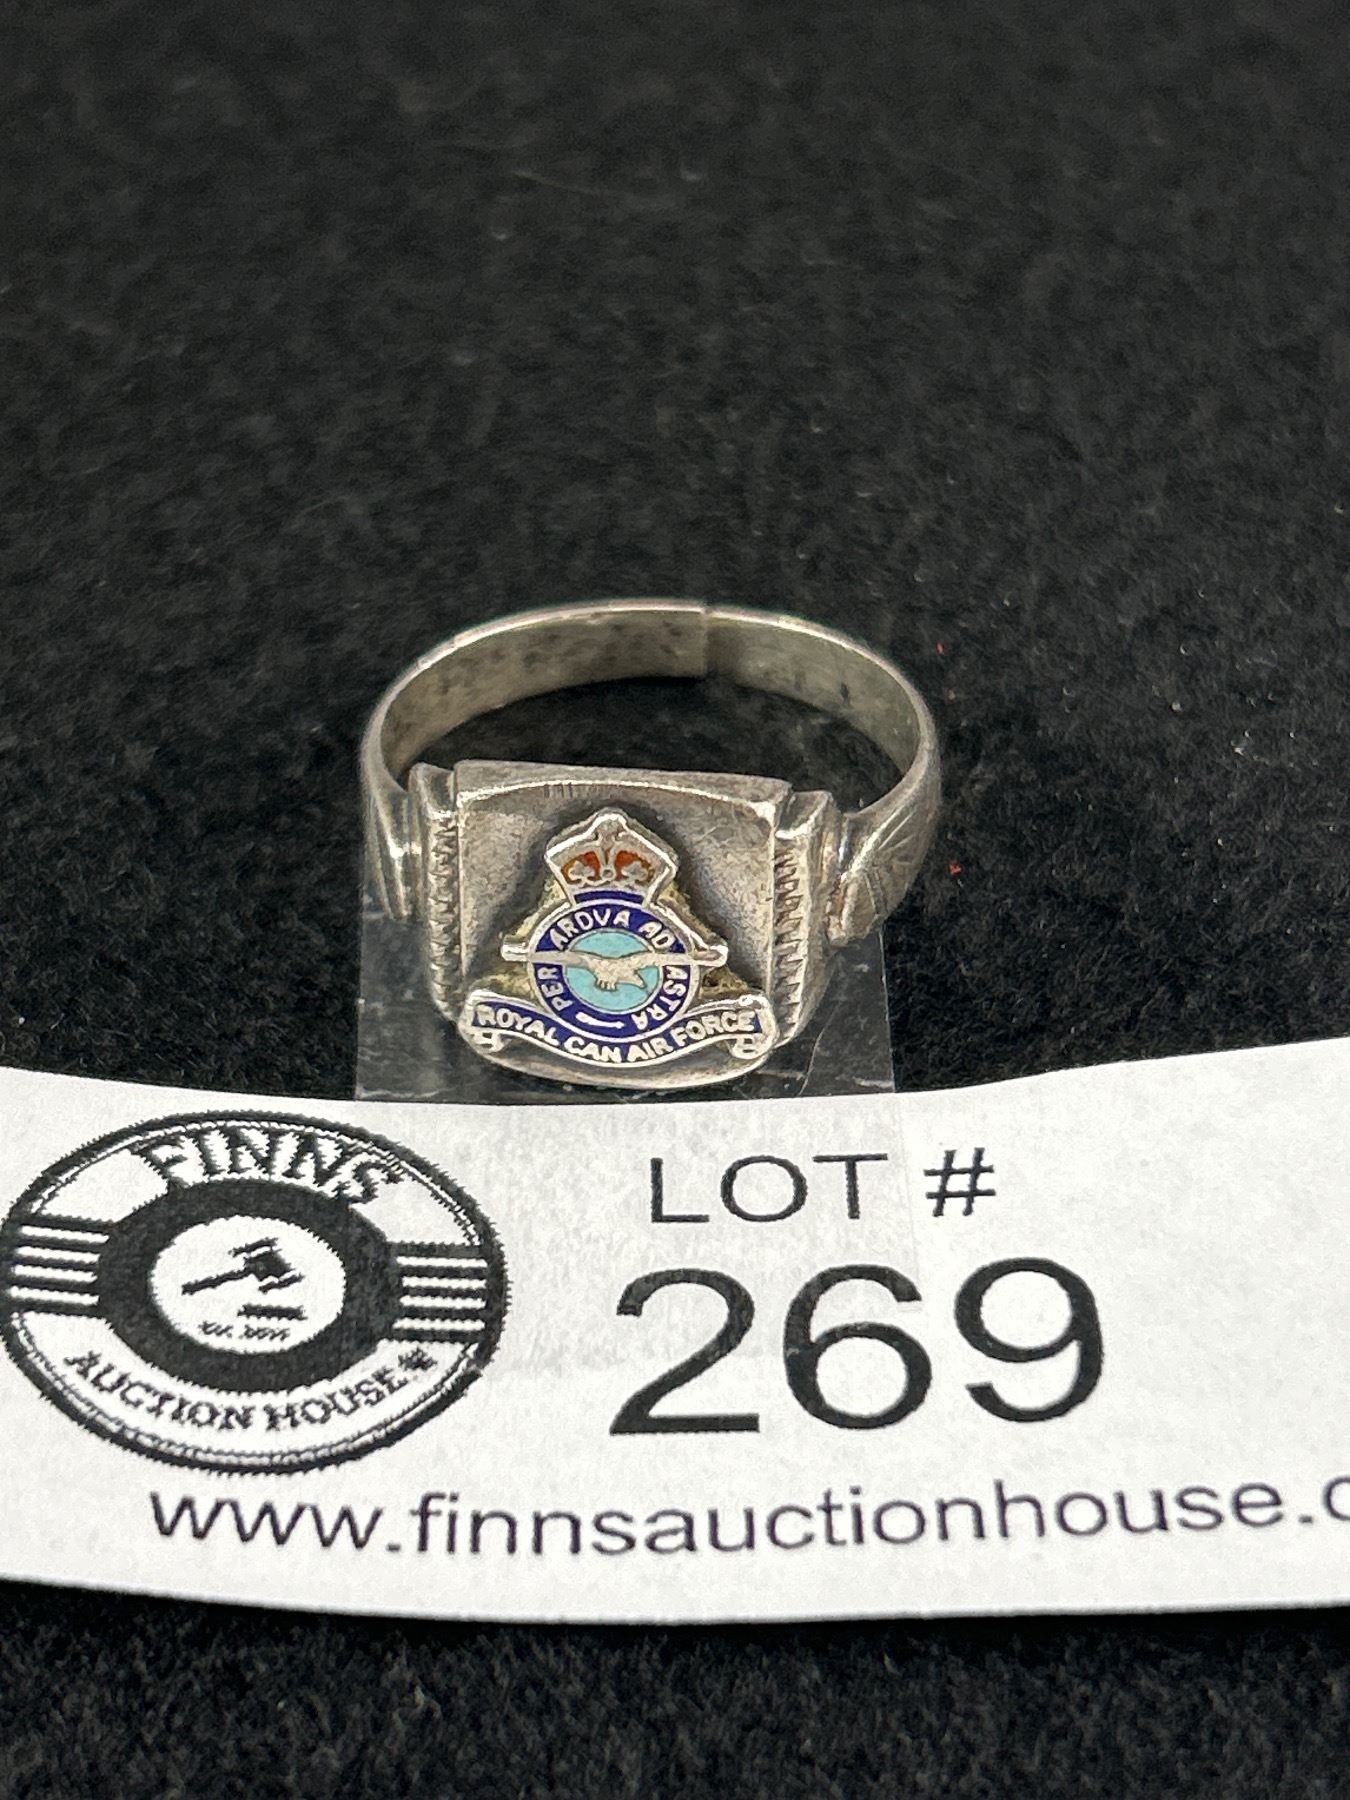 PER ARDVA AD ASTRA
ROYAL CAN AIR FORCE
FINNS
AUCTION HOUSE
LOT #
269
www.finnsauctionhouse.c